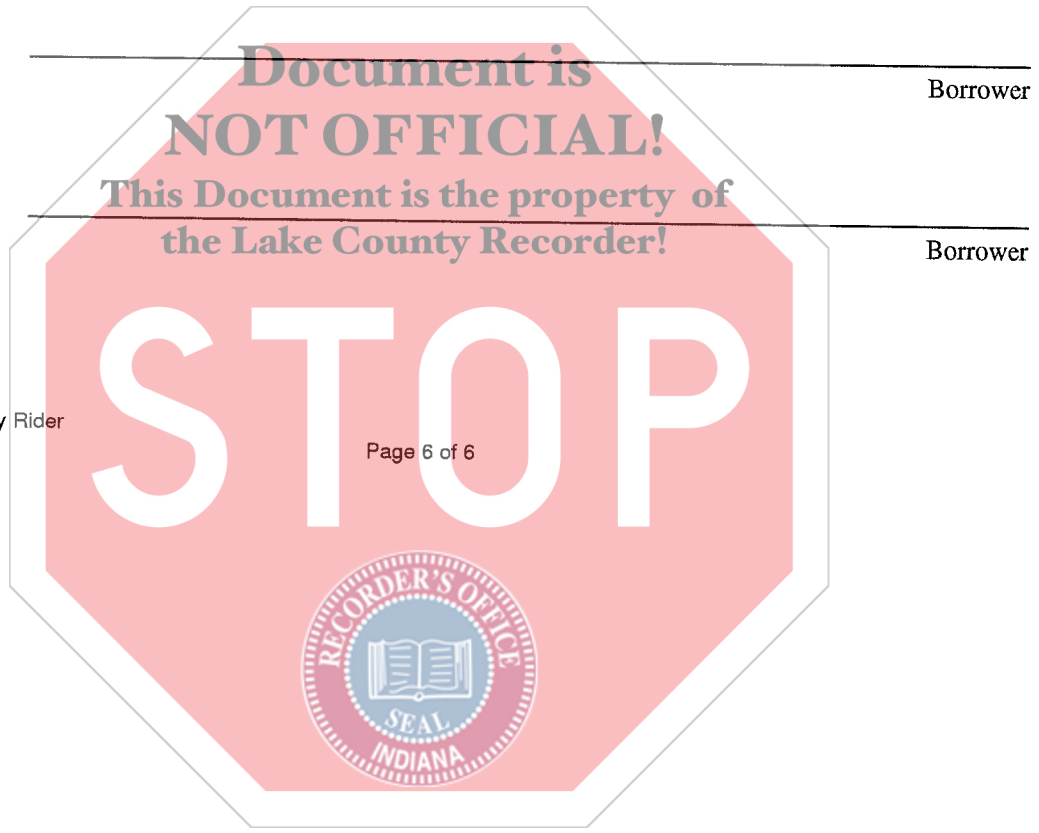 Document is
Borrower
NOT OFFICIAL!
This Document is the property of
the Lake County Recorder!
Borrower
STOP
y Rider
Page 6 of 6
RECORDER'S OFFICE
SEAL
INDIANA